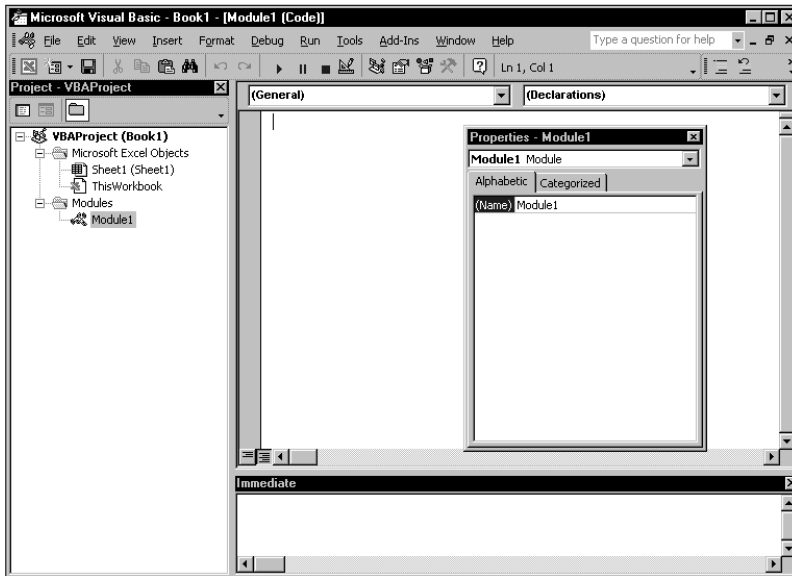 Microsoft Visual Basic - Book1 - [Module1 (Code)]
File Edit View Insert Format Debug Run Tools Add-Ins Window Help Type a question for help
Ln 1, Col 1
Project - VBAProject
(General) (Declarations)
VBAProject (Book1)
Microsoft Excel Objects
Sheet1 (Sheet1)
ThisWorkbook
Modules
Module1
Properties - Module1
Module1 Module
Alphabetic Categorized
(Name) Module1
Immediate